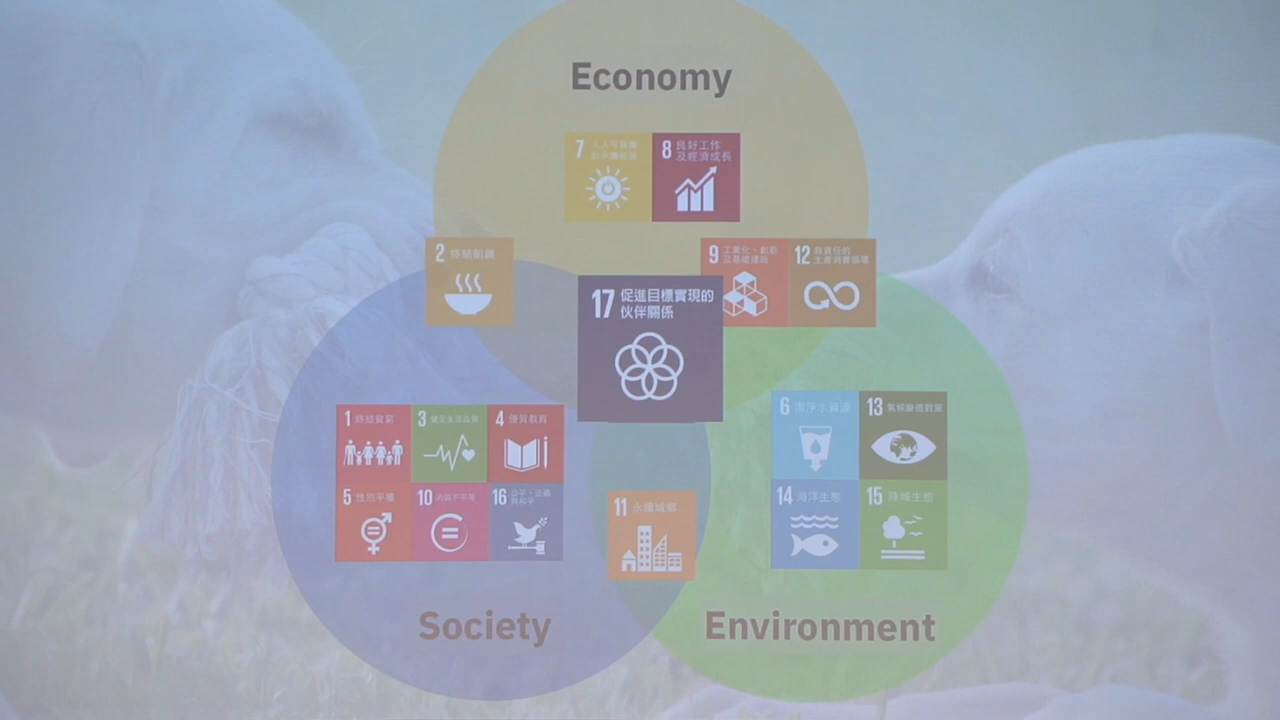 Economy
7 人人可負擔
的永續能源
8 良好工作
及經濟成長
2 終結飢餓
9 工業化、創新
及基礎建設
12 負責任的
生產消費循環
17 促進目標實現的
伙伴關係
1 終結貧窮
3 健全生活品質
4 優質教育
6 潔淨水資源
13 氣候變遷對策
5 性別平權
10 消弭不平等
16 公平、正義
與和平
11 永續城鄉
14 海洋生態
15 陸域生態
Society
Environment